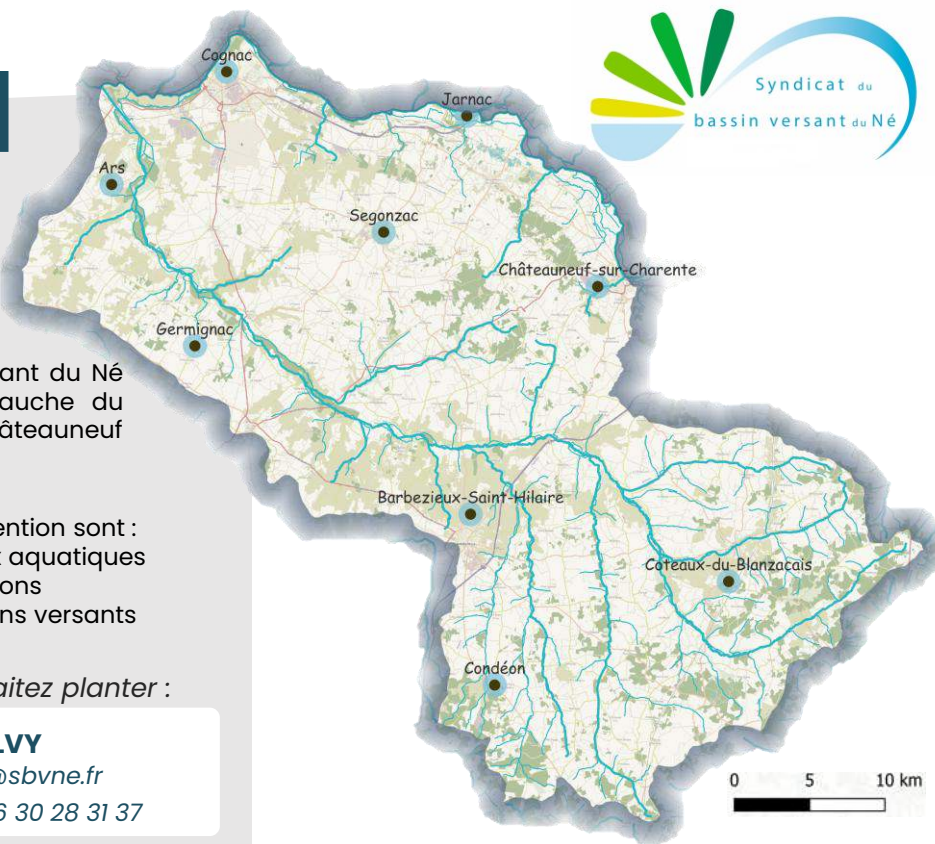 Syndicat du
bassin versant du Né
Cognac
Jarnac
Ars
Segonzac
Châteauneuf-sur-Charente
Germignac
Barbezieux-Saint-Hilaire
Coteaux-du-Blanzacais
Condéon
ant du Né
auche du
âteauneuf
ention sont :
x aquatiques
ons
ns versants
aitez planter :
LVY
@sbvne.fr
6 30 28 31 37
0 5 10 km